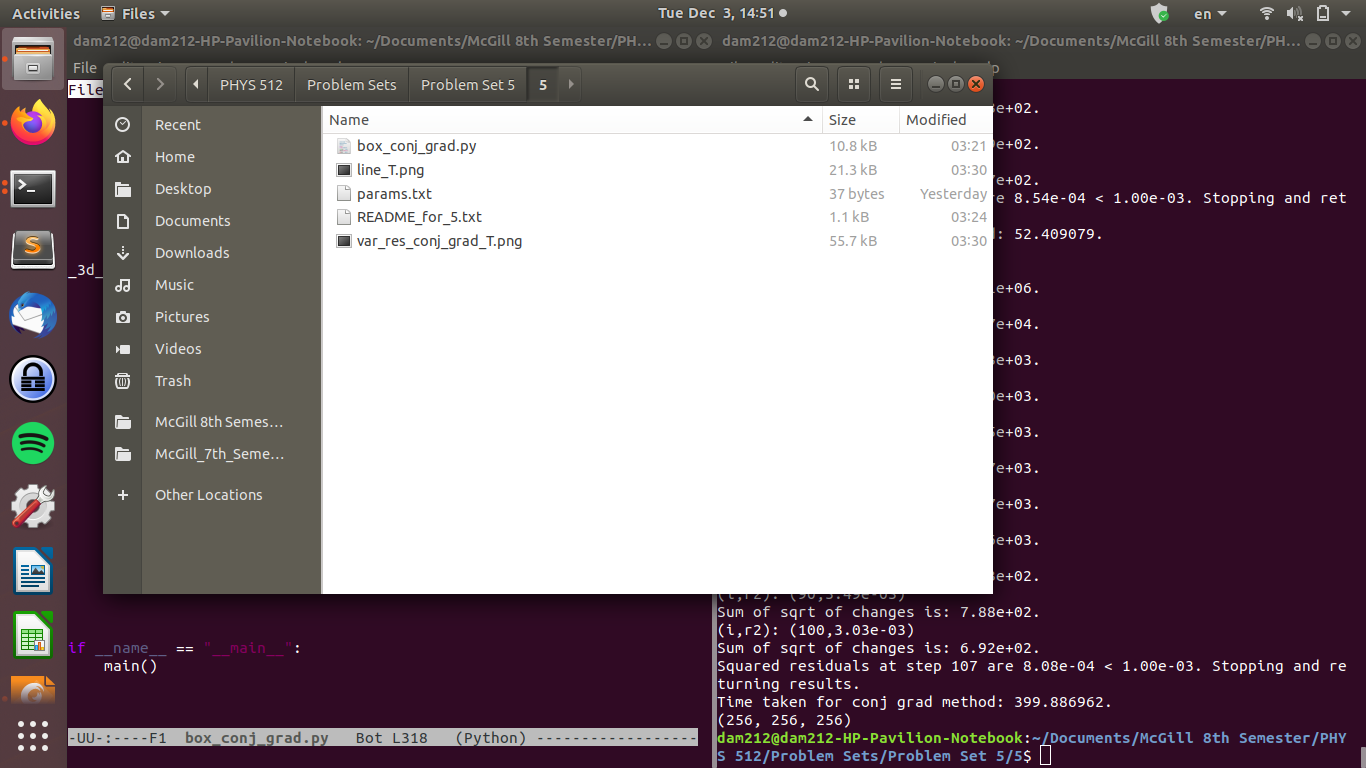 Activities Files Tue Dec 3, 14:51 en
dam212@dam212-HP-Pavilion-Notebook: ~/Documents/McGill 8th Semester/PHY...
dam212@dam212-HP-Pavilion-Notebook: ~/Documents/McGill 8th Semester/PHY...
File
File
PHYS 512 Problem Sets Problem Set 5 5
Recent
Home
Desktop
Documents
Downloads
Music
Pictures
Videos
Trash
McGill 8th Semes...
McGill_7th_Seme...
Other Locations
Name Size Modified
box_conj_grad.py 10.8 kB 03:21
line_T.png 21.3 kB 03:30
params.txt 37 bytes Yesterday
README_for_5.txt 1.1 kB 03:24
var_res_conj_grad_T.png 55.7 kB 03:30
_3d_
if __name__ == "__main__":
main()
-UU-:----F1 box_conj_grad.py Bot L318 (Python) ------------------
e+02.
e+02.
e+02.
e 8.54e-04 < 1.00e-03. Stopping and ret
: 52.409079.
e+06.
e+04.
e+03.
e+03.
e+03.
e+03.
e+03.
e+03.
e+02.
Sum of sqrt of changes is: 7.88e+02.
(i,r2): (100,3.03e-03)
Sum of sqrt of changes is: 6.92e+02.
Squared residuals at step 107 are 8.08e-04 < 1.00e-03. Stopping and re
turning results.
Time taken for conj grad method: 399.886962.
(256, 256, 256)
dam212@dam212-HP-Pavilion-Notebook:~/Documents/McGill 8th Semester/PHY
S 512/Problem Sets/Problem Set 5/5$